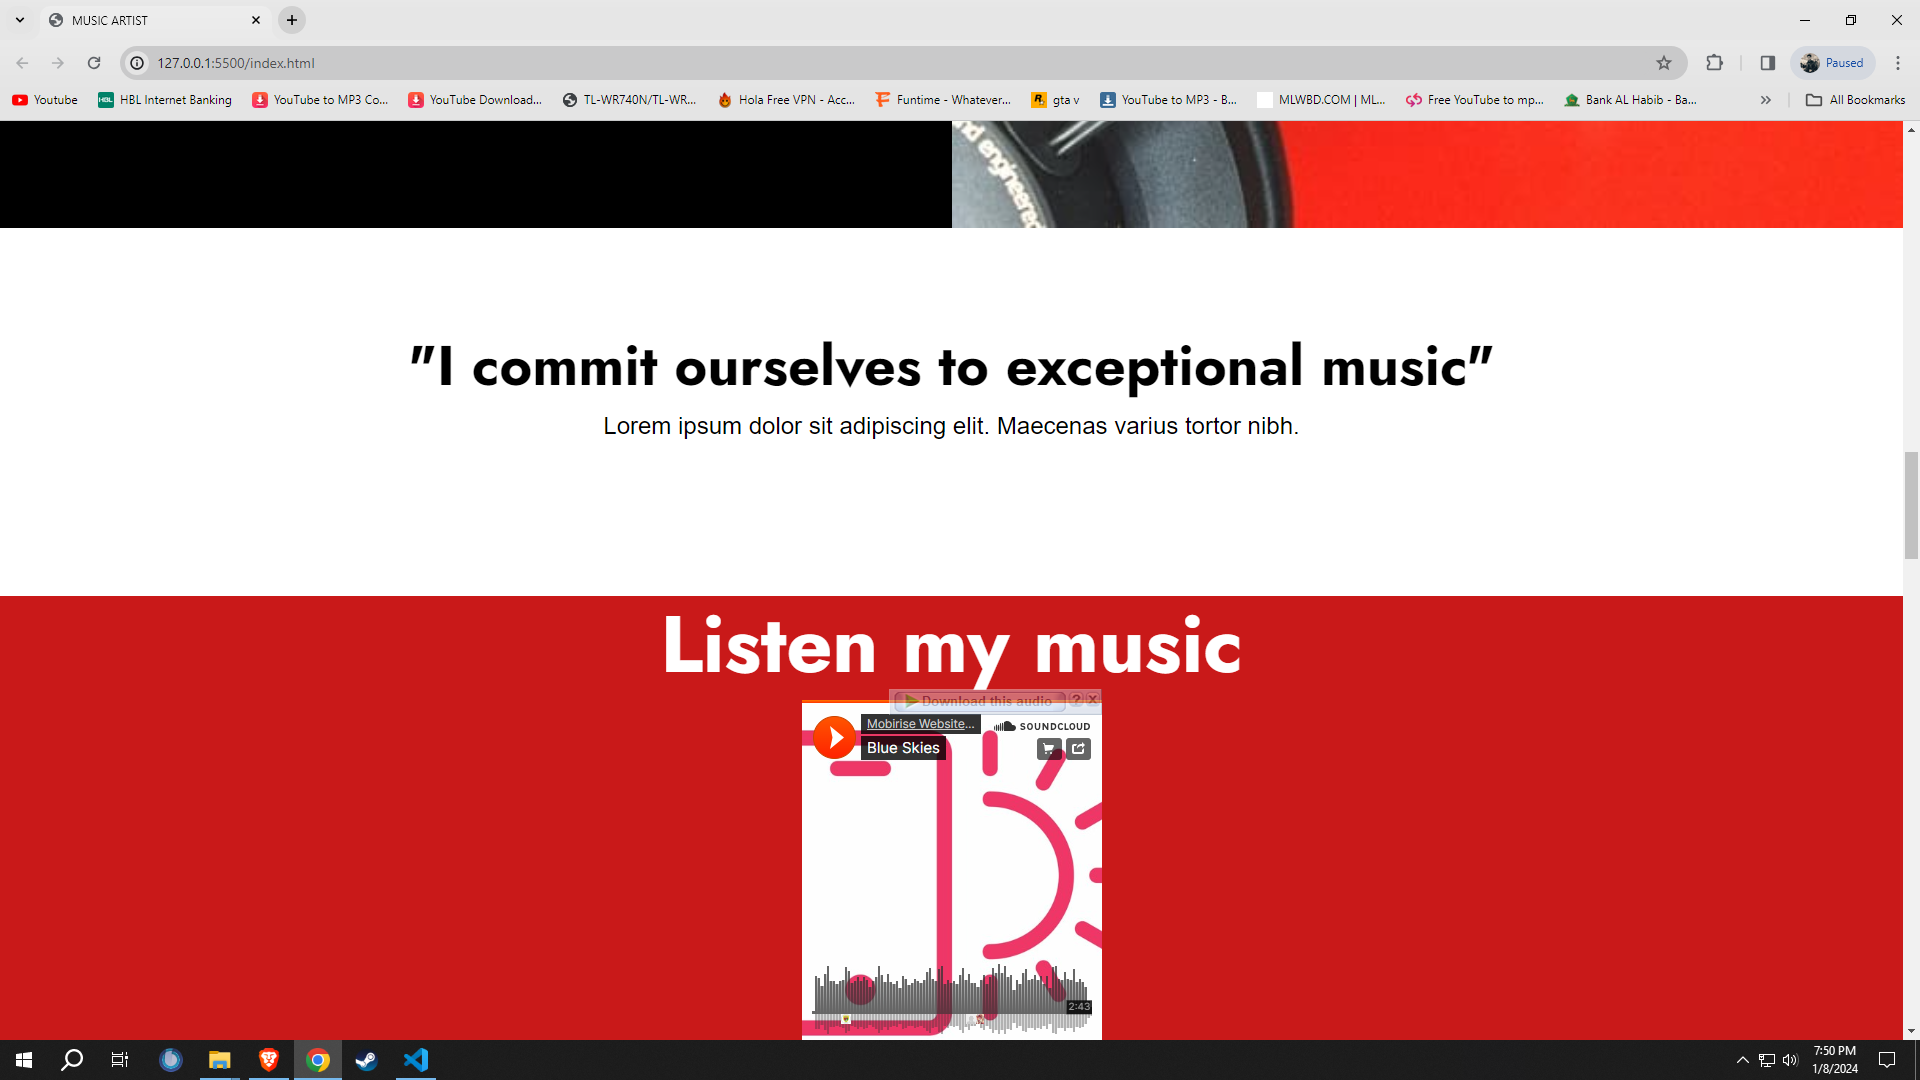 MUSIC ARTIST
127.0.0.1:5500/index.html
Paused
Youtube
HBL Internet Banking
YouTube to MP3 Co...
YouTube Download...
TL-WR740N/TL-WR...
Hola Free VPN - Acc...
Funtime - Whatever...
gta v
YouTube to MP3 - B...
MLWBD.COM | ML...
Free YouTube to mp...
Bank AL Habib - Ba...
All Bookmarks
nd engineered
"I commit ourselves to exceptional music"
Lorem ipsum dolor sit adipiscing elit. Maecenas varius tortor nibh.
Listen my music
Download this audio
Mobirise Website...
SOUNDCLOUD
Blue Skies
2:43
7:50 PM
1/8/2024